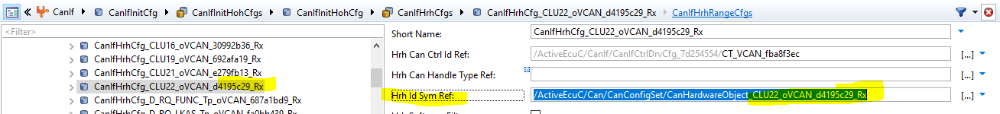 CanIf CanIfInitCfg CanIfInitHohCfgs CanIfInitHohCfg CanIfHrhCfgs CanIfHrhCfg_CLU22_oVCAN_d4195c29_Rx CanIfHrhRangeCfgs
<Filter>
CanIfHrhCfg_CLU16_oVCAN_30992b36_Rx
CanIfHrhCfg_CLU19_oVCAN_692afa19_Rx
CanIfHrhCfg_CLU21_oVCAN_e279fb13_Rx
CanIfHrhCfg_CLU22_oVCAN_d4195c29_Rx
CanIfHrhCfg_D_RQ_FUNC_Tp_oVCAN_687a1bd9_Rx
CanIfHrhCfg_D_RQ_LKAS_Tp_oVCAN_fa0bb439_Rx
Short Name: CanIfHrhCfg_CLU22_oVCAN_d4195c29_Rx
Hrh Can Ctrl Id Ref: /ActiveEcuC/CanIf/CanIfCtrlDrvCfg_7d254554/CT_VCAN_fba8f3ec [...]
Hrh Can Handle Type Ref: [...]
Hrh Id Sym Ref: /ActiveEcuC/Can/CanConfigSet/CanHardwareObject_CLU22_oVCAN_d4195c29_Rx [...]